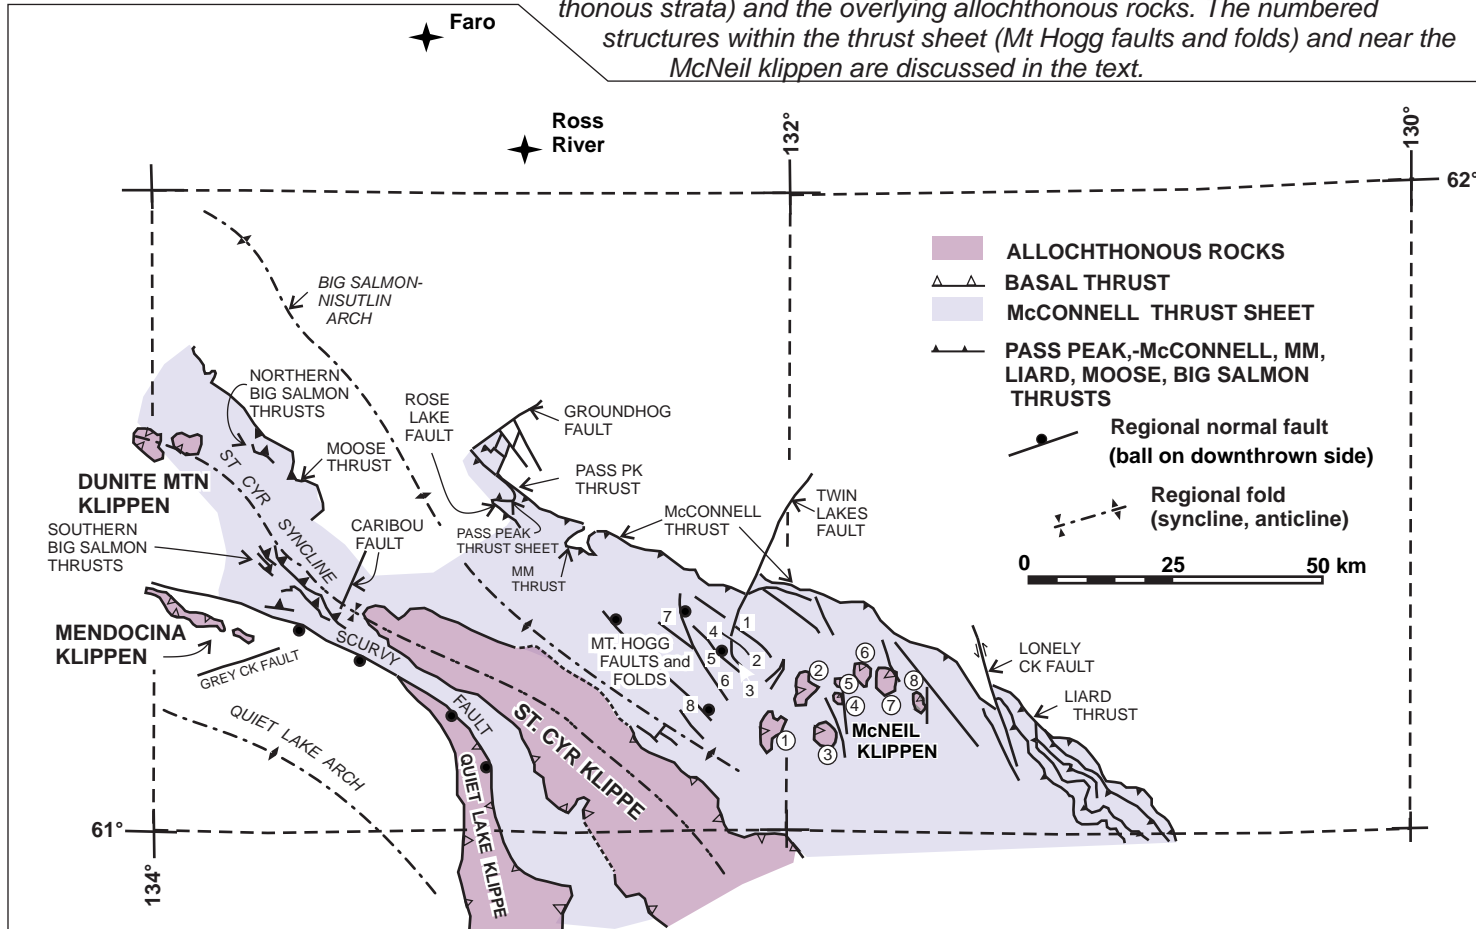 thonous strata) and the overlying allochthonous rocks. The numbered
structures within the thrust sheet (Mt Hogg faults and folds) and near the
McNeil klippen are discussed in the text.
Faro
Ross
River
132°
130°
62°
ALLOCHTHONOUS ROCKS
BASAL THRUST
McCONNELL THRUST SHEET
PASS PEAK,-McCONNELL, MM,
LIARD, MOOSE, BIG SALMON
THRUSTS
Regional normal fault
(ball on downthrown side)
Regional fold
(syncline, anticline)
0 25 50 km
BIG SALMON-
NISUTLIN
ARCH
NORTHERN
BIG SALMON
THRUSTS
ROSE
LAKE
FAULT
GROUNDHOG
FAULT
MOOSE
THRUST
PASS PK
THRUST
DUNITE MTN
KLIPPEN
ST CYR
SYNCLINE
SOUTHERN
BIG SALMON
THRUSTS
CARIBOU
FAULT
PASS PEAK
THRUST SHEET
MM
THRUST
McCONNELL
THRUST
TWIN
LAKES
FAULT
MENDOCINA
KLIPPEN
GREY CK FAULT
SCURVY
FAULT
MT. HOGG
FAULTS and
FOLDS
7
4
1
5
2
6
3
8
2
6
5
8
4
7
1
3
McNEIL
KLIPPEN
LONELY
CK FAULT
LIARD
THRUST
QUIET LAKE ARCH
ST. CYR KLIPPE
QUIET LAKE KLIPPE
61°
134°